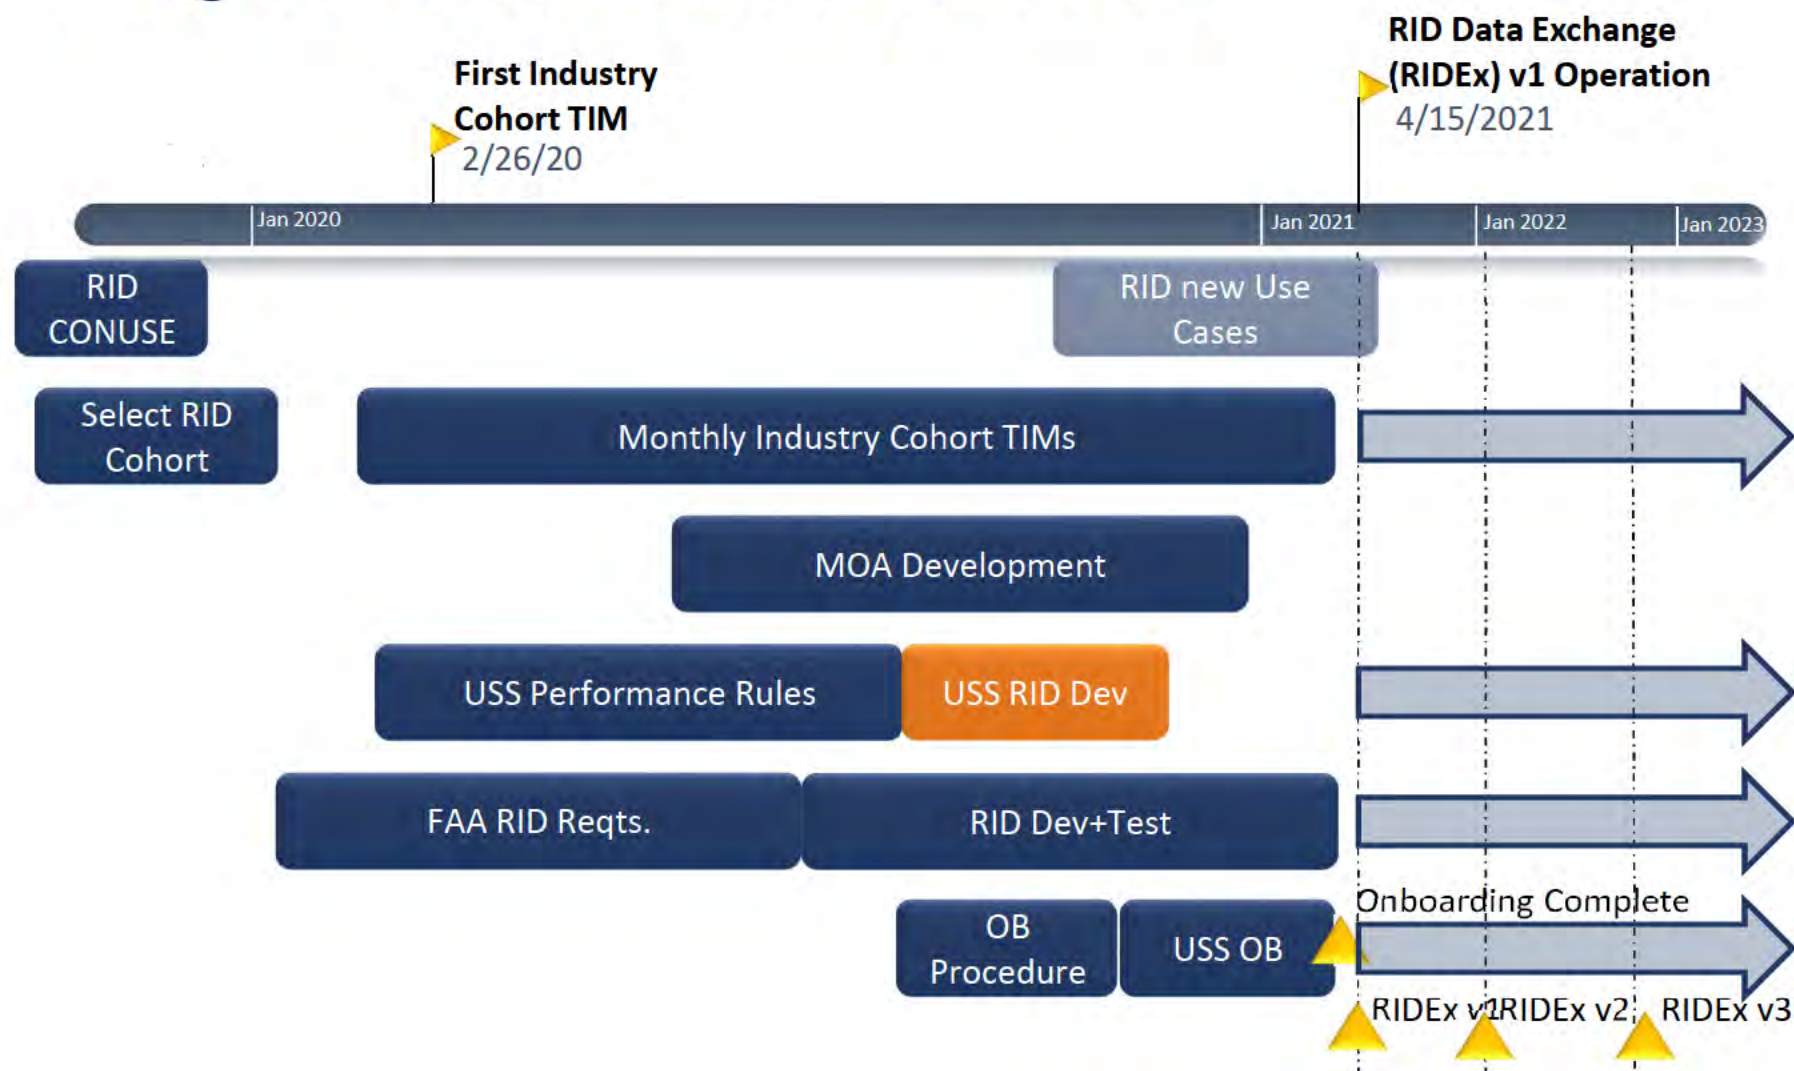 First Industry
Cohort TIM
2/26/20
RID Data Exchange
(RIDEx) v1 Operation
4/15/2021
Jan 2020
Jan 2021
Jan 2022
Jan 2023
RID
CONUSE
RID new Use
Cases
Select RID
Cohort
Monthly Industry Cohort TIMs
MOA Development
USS Performance Rules
USS RID Dev
FAA RID Reqts.
RID Dev+Test
Onboarding Complete
OB
Procedure
USS OB
RIDEx v1
RIDEx v2
RIDEx v3